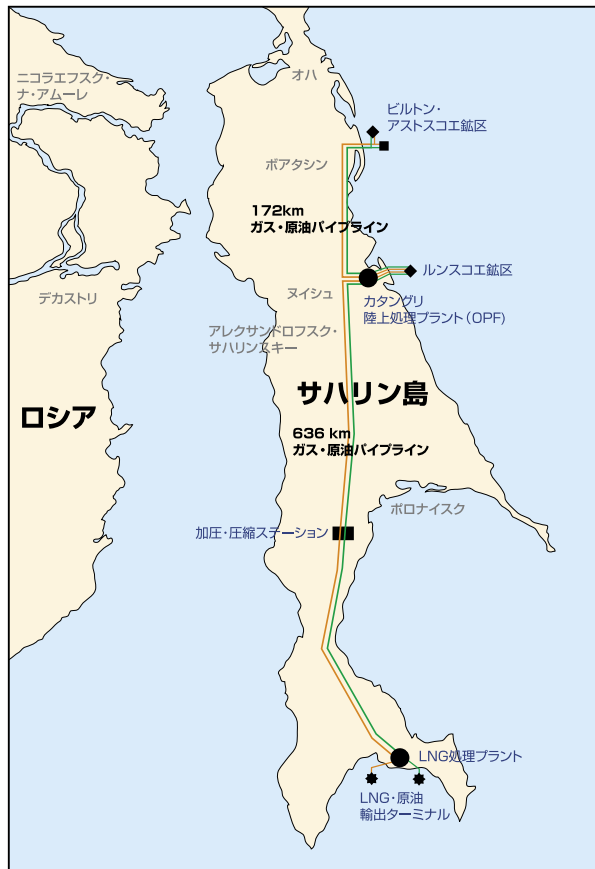 オハ
ニコラエフスク・
ナ・アムーレ
ビルトン・
アストスコエ鉱区
ボアタシン
172km
ガス・原油パイプライン
ルンスコエ鉱区
ヌイシュ
デカストリ
カタングリ
陸上処理プラント（OPF）
アレクサンドロフスク・
サハリンスキー
サハリン島
ロシア
636 km
ガス・原油パイプライン
ポロナイスク
加圧・圧縮ステーション
LNG処理プラント
LNG・原油
輸出ターミナル